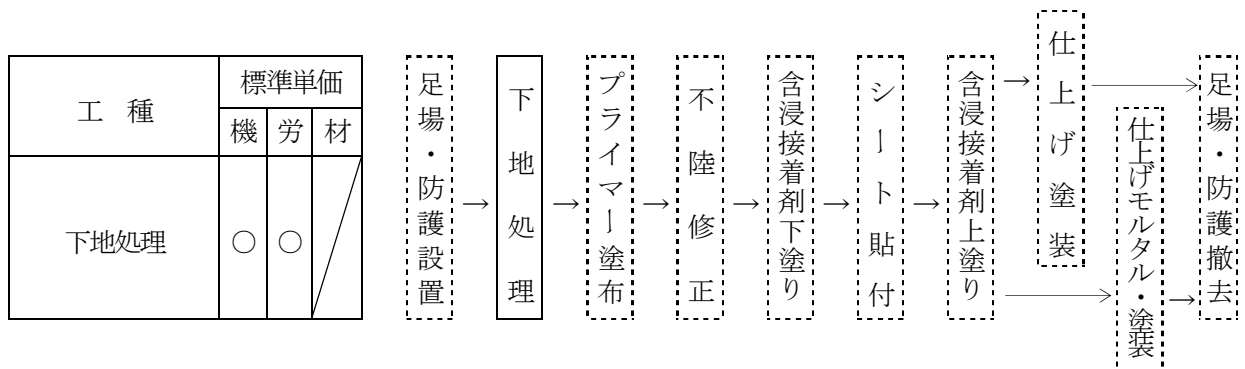 工 種
標準単価
機 労 材
下地処理 ○ ○
足場・防護設置
→
下地処理
→
プライマー塗布
→
不陸修正
→
含浸接着剤下塗り
→
シート貼付
→
含浸接着剤上塗り
→
仕上げ塗装
→
仕上げモルタル・塗装
→
足場・防護撤去